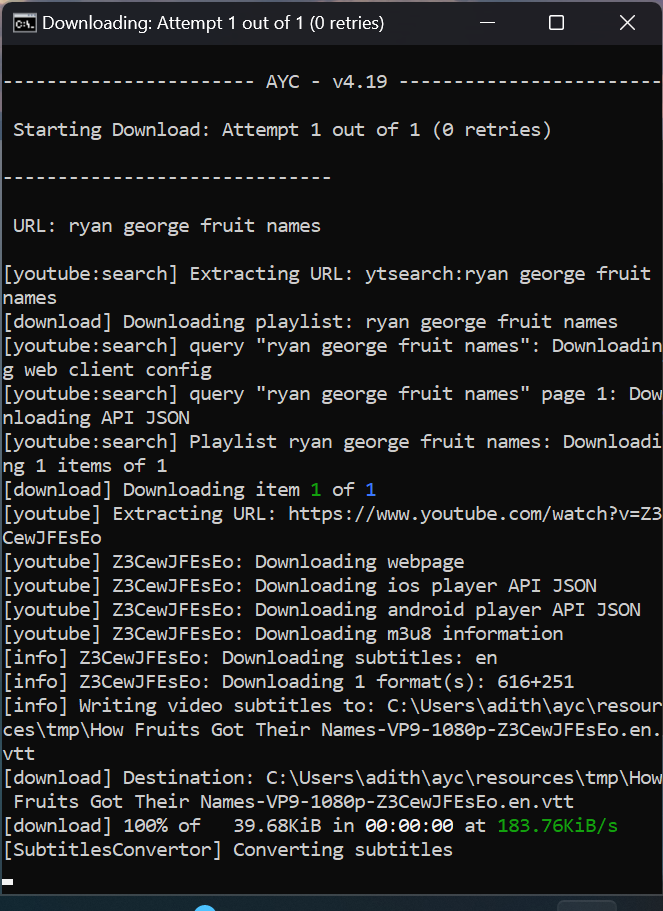 Downloading: Attempt 1 out of 1 (0 retries)
----------------------- AYC - v4.19 ------------------------
Starting Download: Attempt 1 out of 1 (0 retries)
------------------------------
URL: ryan george fruit names
[youtube:search] Extracting URL: ytsearch:ryan george fruit
names
[download] Downloading playlist: ryan george fruit names
[youtube:search] query "ryan george fruit names": Downloadin
g web client config
[youtube:search] query "ryan george fruit names" page 1: Dow
nloading API JSON
[youtube:search] Playlist ryan george fruit names: Downloadi
ng 1 items of 1
[download] Downloading item 1 of 1
[youtube] Extracting URL: https://www.youtube.com/watch?v=Z3
CewJFEsEo
[youtube] Z3CewJFEsEo: Downloading webpage
[youtube] Z3CewJFEsEo: Downloading ios player API JSON
[youtube] Z3CewJFEsEo: Downloading android player API JSON
[youtube] Z3CewJFEsEo: Downloading m3u8 information
[info] Z3CewJFEsEo: Downloading subtitles: en
[info] Z3CewJFEsEo: Downloading 1 format(s): 616+251
[info] Writing video subtitles to: C:\Users\adith\ayc\resour
ces\tmp\How Fruits Got Their Names-VP9-1080p-Z3CewJFEsEo.en.
vtt
[download] Destination: C:\Users\adith\ayc\resources\tmp\How
Fruits Got Their Names-VP9-1080p-Z3CewJFEsEo.en.vtt
[download] 100% of   39.68KiB in 00:00:00 at 183.76KiB/s
[SubtitlesConvertor] Converting subtitles